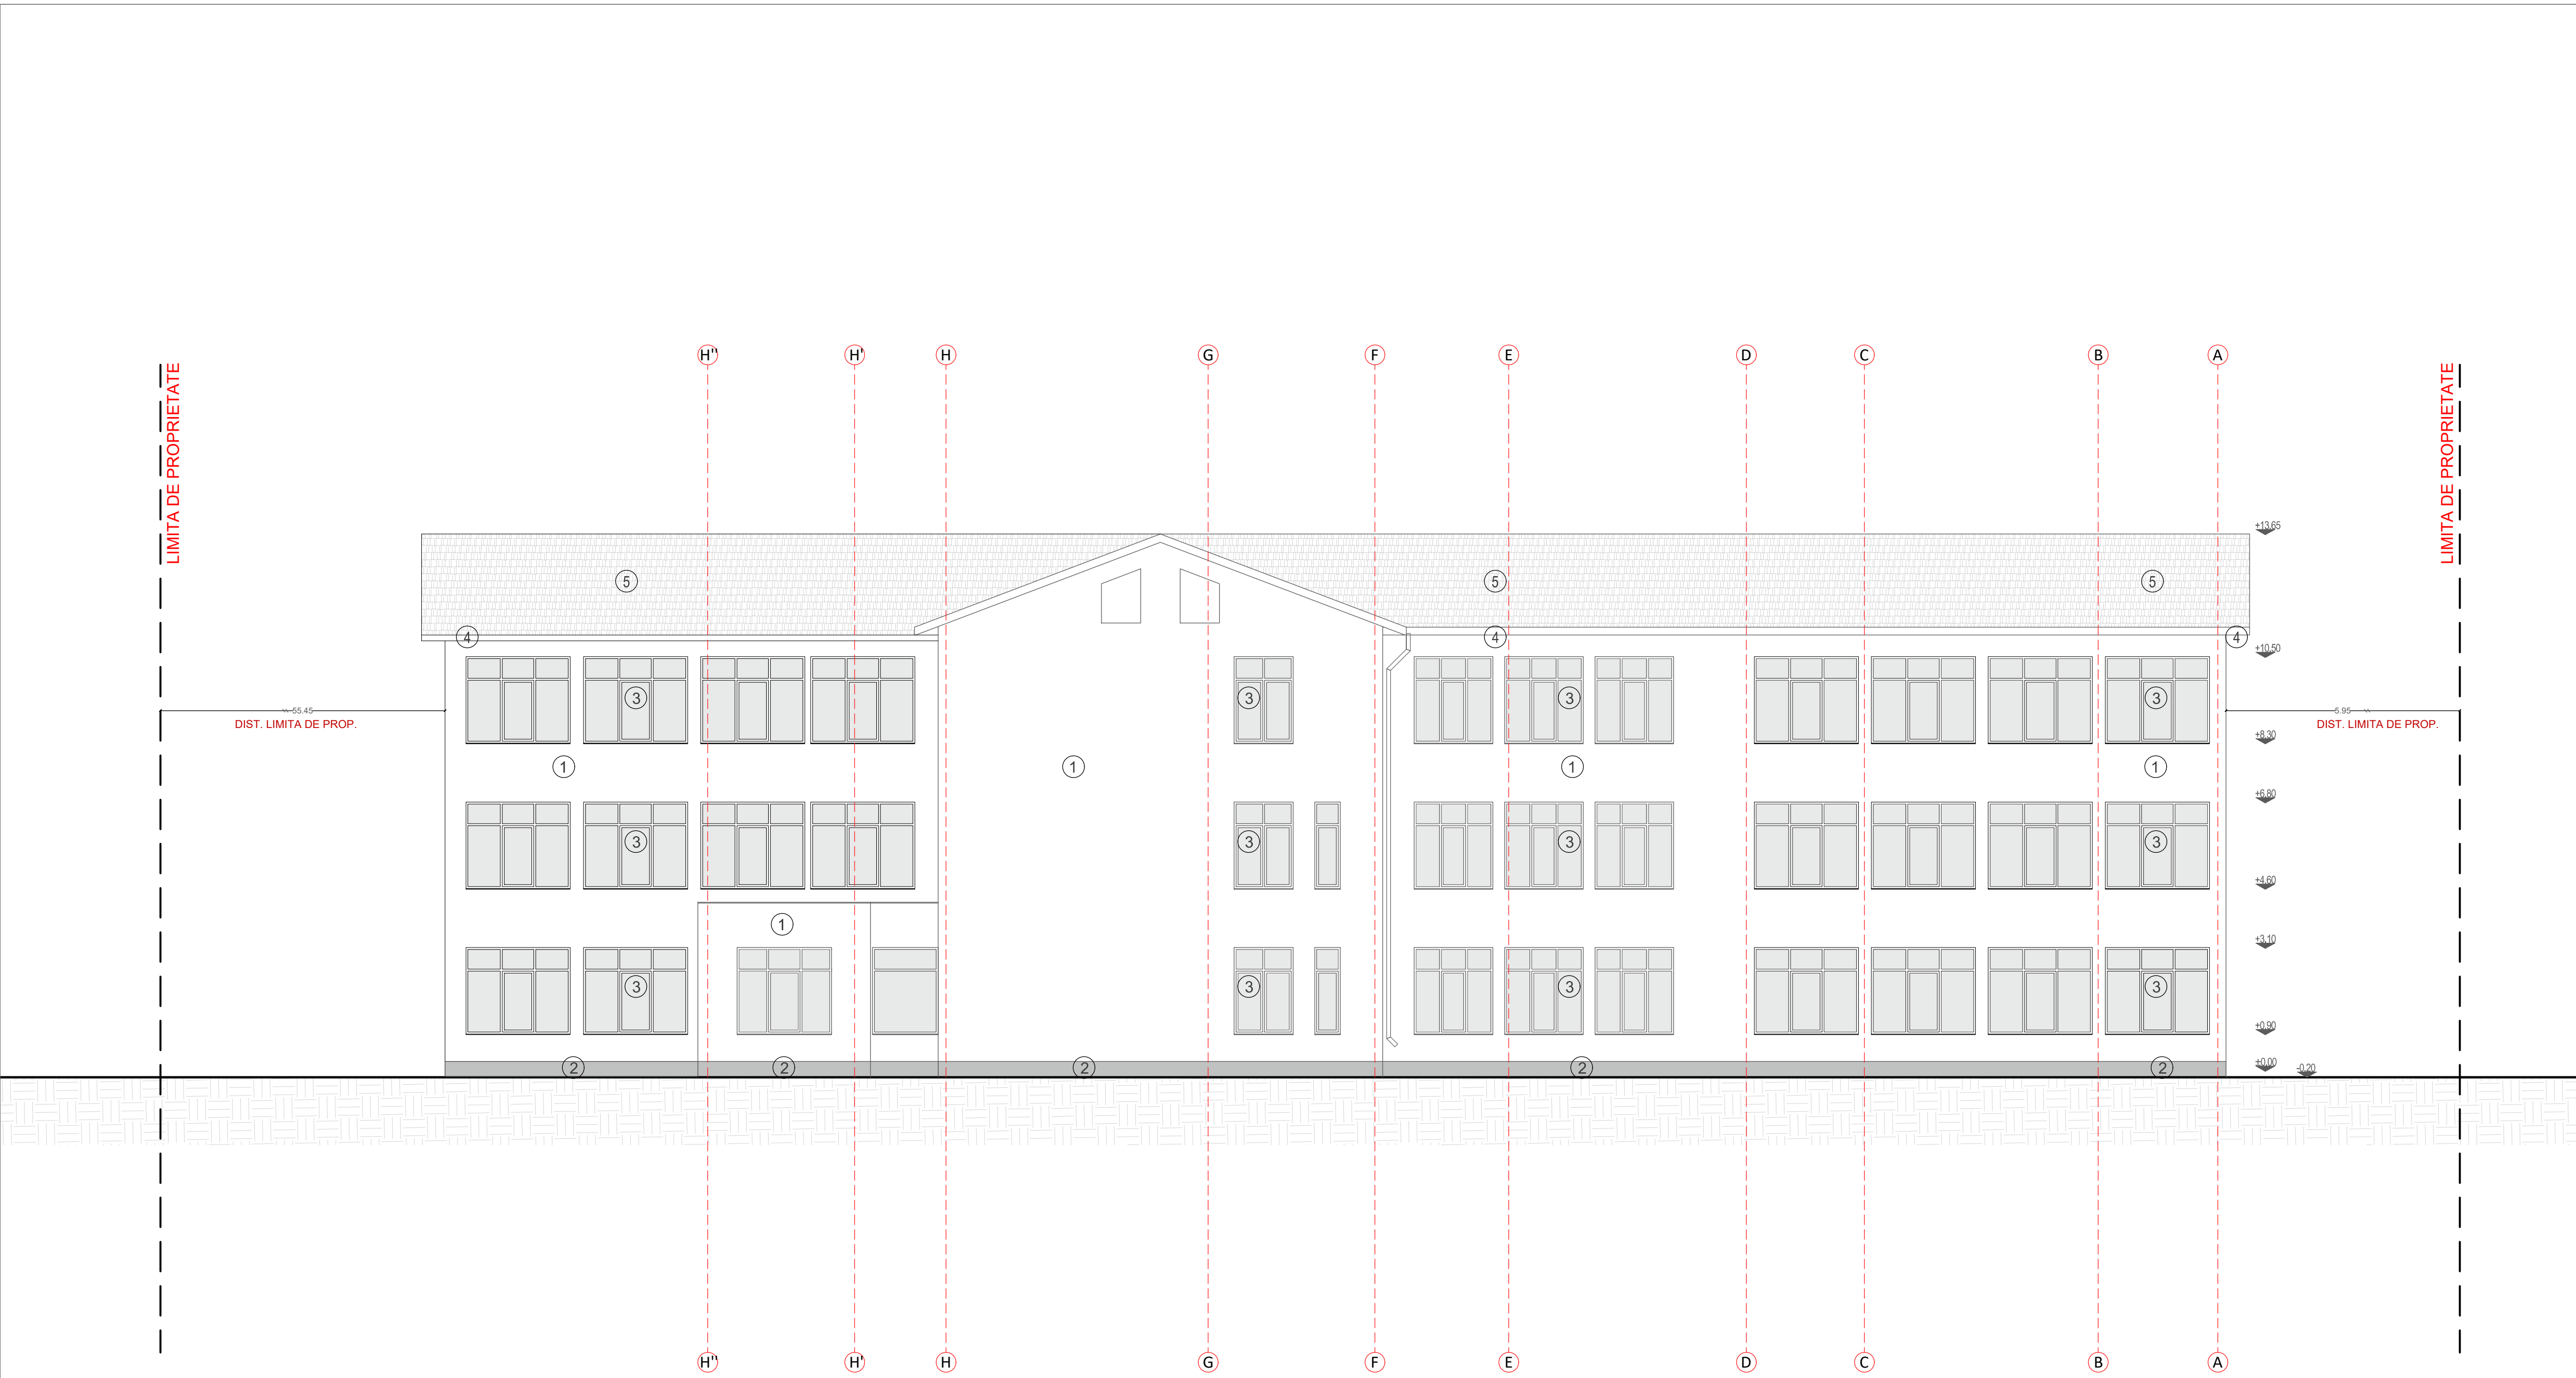 H'' H' H G F E D C B A
LIMITA DE PROPRIETATE
LIMITA DE PROPRIETATE
+13.65
5 5 5
4 4 4
+10.50
3 3 3 3
55.45
DIST. LIMITA DE PROP.
5.95
DIST. LIMITA DE PROP.
+8.30
1 1 1 1
+6.80
3 3 3 3
+4.60
1
+3.10
3 3 3 3
+0.90
2 2 2 2 2
+0.00
-0.20
H'' H' H G F E D C B A